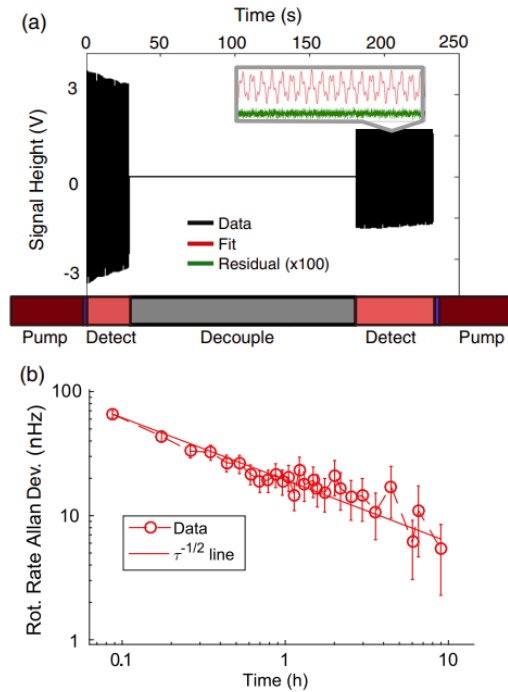 (a)
Time (s)
0 50 100 150 200 250
Signal Height (V)
3
0
-3
Data
Fit
Residual (x100)
Pump Detect Decouple Detect Pump
(b)
Rot. Rate Allan Dev. (nHz)
100
10
1
Data
τ-1/2 line
0.1 1 10
Time (h)